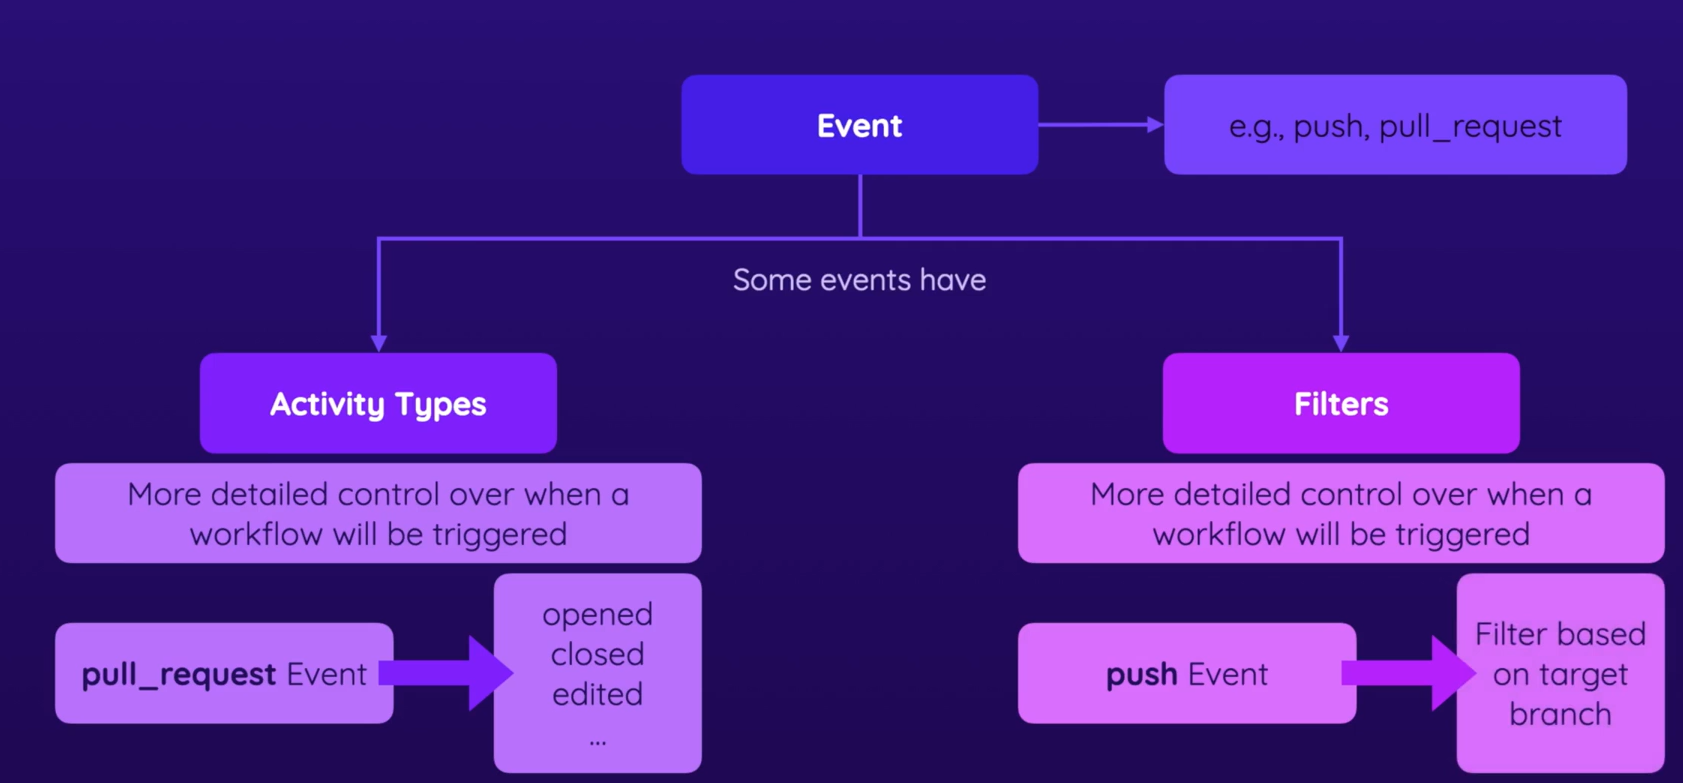 Event
e.g., push, pull_request
Some events have
Activity Types
More detailed control over when a
workflow will be triggered
pull_request Event
opened
closed
edited
...
Filters
More detailed control over when a
workflow will be triggered
push Event
Filter based
on target
branch